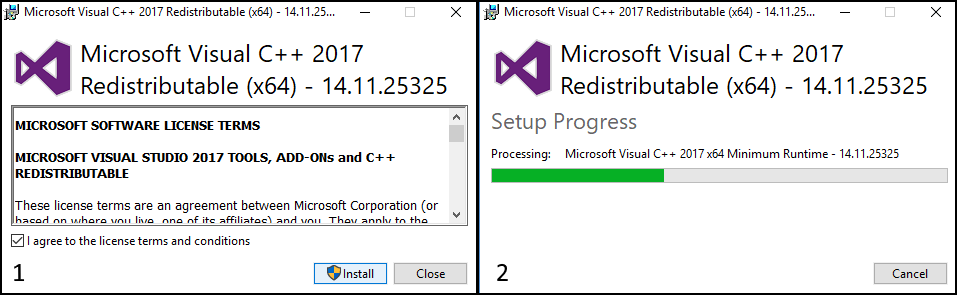 Microsoft Visual C++ 2017 Redistributable (x64) - 14.11.25...
Microsoft Visual C++ 2017
Redistributable (x64) - 14.11.25325
MICROSOFT SOFTWARE LICENSE TERMS
MICROSOFT VISUAL STUDIO 2017 TOOLS, ADD-ONs and C++
REDISTRIBUTABLE
These license terms are an agreement between Microsoft Corporation (or
based on where you live, one of its affiliates) and you. They apply to the
I agree to the license terms and conditions
1
Install
Close
Microsoft Visual C++ 2017 Redistributable (x64) - 14.11.25...
Microsoft Visual C++ 2017
Redistributable (x64) - 14.11.25325
Setup Progress
Processing: Microsoft Visual C++ 2017 x64 Minimum Runtime - 14.11.25325
2
Cancel